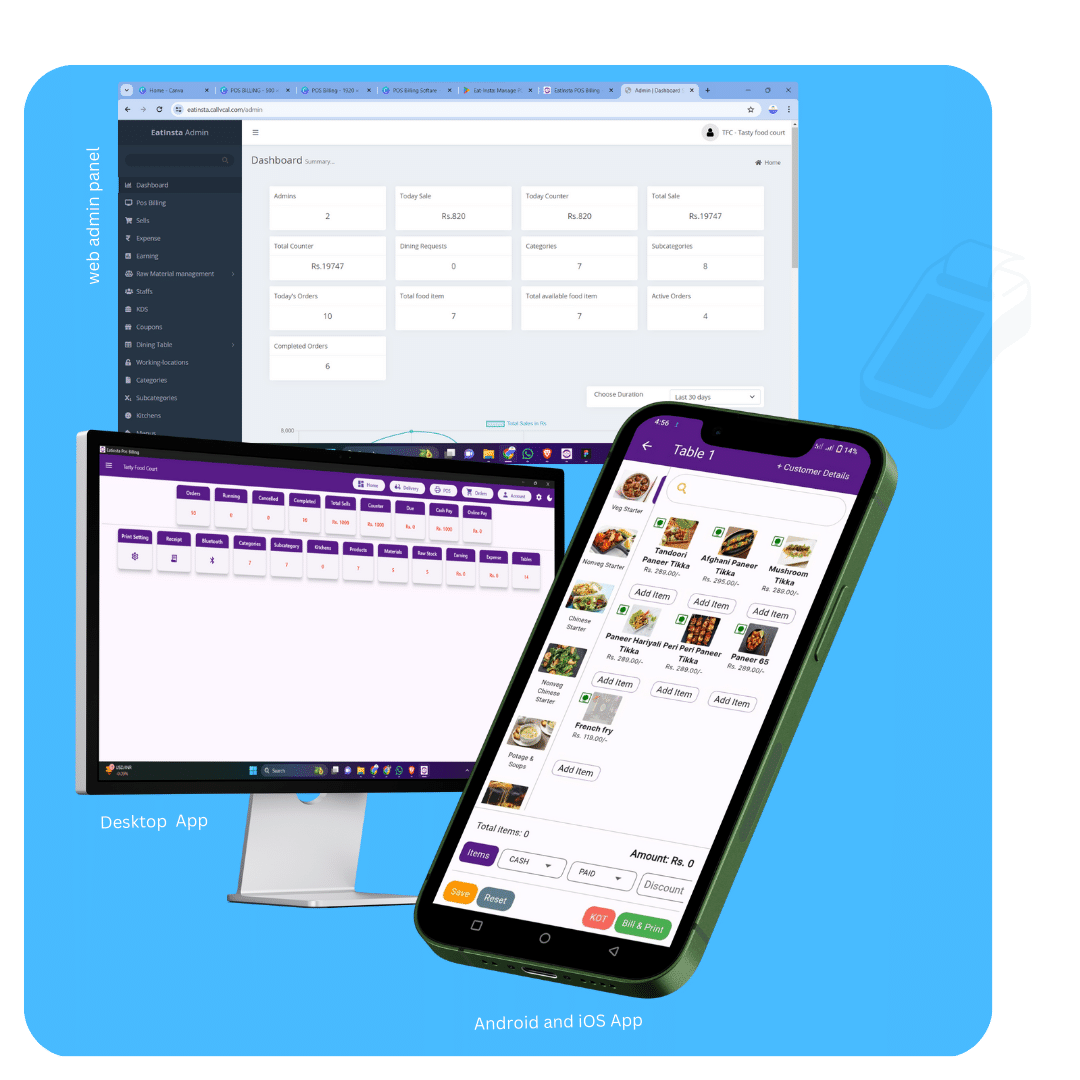 Home - Canva
POS BILLING - 500 ×
POS Billing - 1920 ×
POS Billing Softare
Eat Insta: Manage
EatInsta POS Billing
Admin | Dashboard
eatinsta.callvcal.com/admin
EatInsta Admin
TFC - Tasty food court
Dashboard Summary...
Home
web admin panel
Dashboard
Pos Billing
Sells
Expense
Earning
Raw Material management
Staffs
KDS
Coupons
Dining Table
Working-locations
Categories
Subcategories
Kitchens
Menus
Admins
2
Today Sale
Rs.820
Today Counter
Rs.820
Total Sale
Rs.19747
Total Counter
Rs.19747
Dining Requests
0
Categories
7
Subcategories
8
Today's Orders
10
Total food item
7
Total available food item
7
Active Orders
4
Completed Orders
6
Choose Duration
Last 30 days
Total Sales in Rs
EatInsta Pos Billing
Tasty Food Court
Home
Delivery
POS
Orders
Account
Orders
10
Running
0
Cancelled
0
Completed
10
Total Sells
Rs. 1000
Counter
Rs. 1000
Due
Rs. 0
Cash Pay
Rs. 1000
Online Pay
Rs. 0
Print Setting
Receipt
Bluetooth
Categories
7
Subcategory
7
Kitchens
Products
7
Materials
Raw Stock
Earning
Rs. 0
Expense
Rs. 0
Tables
14
USD/INR
Search
Desktop App
4:56
14%
Table 1
+ Customer Details
Veg Starter
Nonveg Starter
Chinese
Starter
Nonveg
Chinese
Starter
Potage &
Soups
Tandoori
Paneer Tikka
Rs. 289.00/-
Add Item
Afghani Paneer
Tikka
Rs. 295.00/-
Add Item
Mushroom
Tikka
Rs. 289.00/-
Add Item
Paneer Hariyali
Tikka
Rs. 289.00/-
Add Item
Peri Peri Paneer
Tikka
Rs. 289.00/-
Add Item
Paneer 65
Rs. 289.00/-
Add Item
French fry
Rs. 119.00/-
Add Item
Total Items: 0
Amount: Rs. 0
Items
CASH
PAID
Discount
Save
Reset
KOT
Bill & Print
Android and iOS App